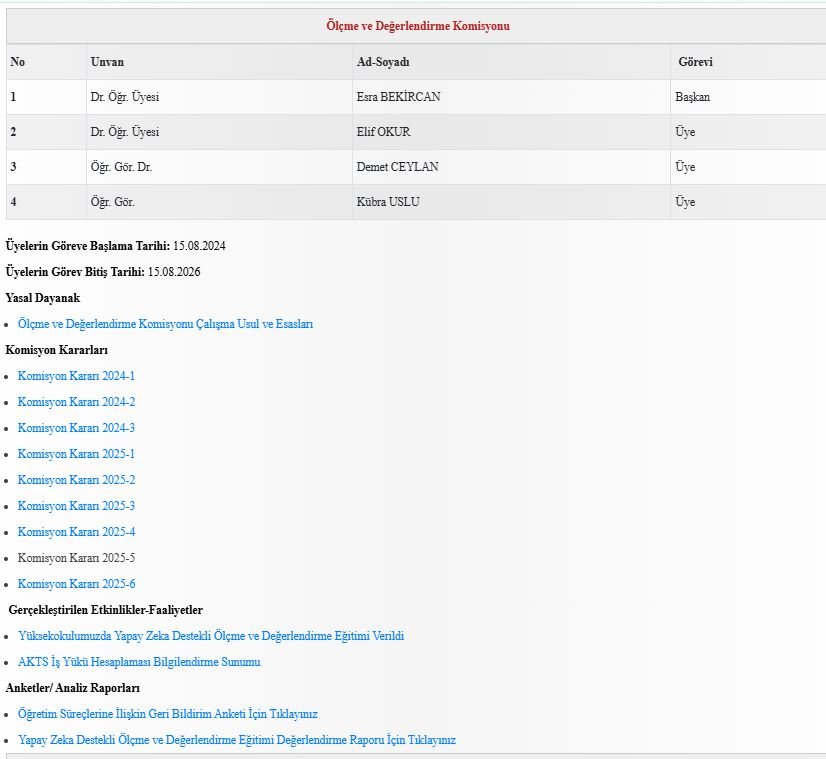 Ölçme ve Değerlendirme Komisyonu
No Unvan Ad-Soyadı Görevi
1 Dr. Öğr. Üyesi Esra BEKİRCAN Başkan
2 Dr. Öğr. Üyesi Elif OKUR Üye
3 Öğr. Gör. Dr. Demet CEYLAN Üye
4 Öğr. Gör. Kübra USLU Üye
Üyelerin Göreve Başlama Tarihi: 15.08.2024
Üyelerin Görev Bitiş Tarihi: 15.08.2026
Yasal Dayanak
Ölçme ve Değerlendirme Komisyonu Çalışma Usul ve Esasları
Komisyon Kararları
Komisyon Kararı 2024-1
Komisyon Kararı 2024-2
Komisyon Kararı 2024-3
Komisyon Kararı 2025-1
Komisyon Kararı 2025-2
Komisyon Kararı 2025-3
Komisyon Kararı 2025-4
Komisyon Kararı 2025-5
Komisyon Kararı 2025-6
Gerçekleştirilen Etkinlikler-Faaliyetler
Yüksekokulumuzda Yapay Zeka Destekli Ölçme ve Değerlendirme Eğitimi Verildi
AKTS İş Yükü Hesaplaması Bilgilendirme Sunumu
Anketler/ Analiz Raporları
Öğretim Süreçlerine İlişkin Geri Bildirim Anketi İçin Tıklayınız
Yapay Zeka Destekli Ölçme ve Değerlendirme Eğitimi Değerlendirme Raporu İçin Tıklayınız